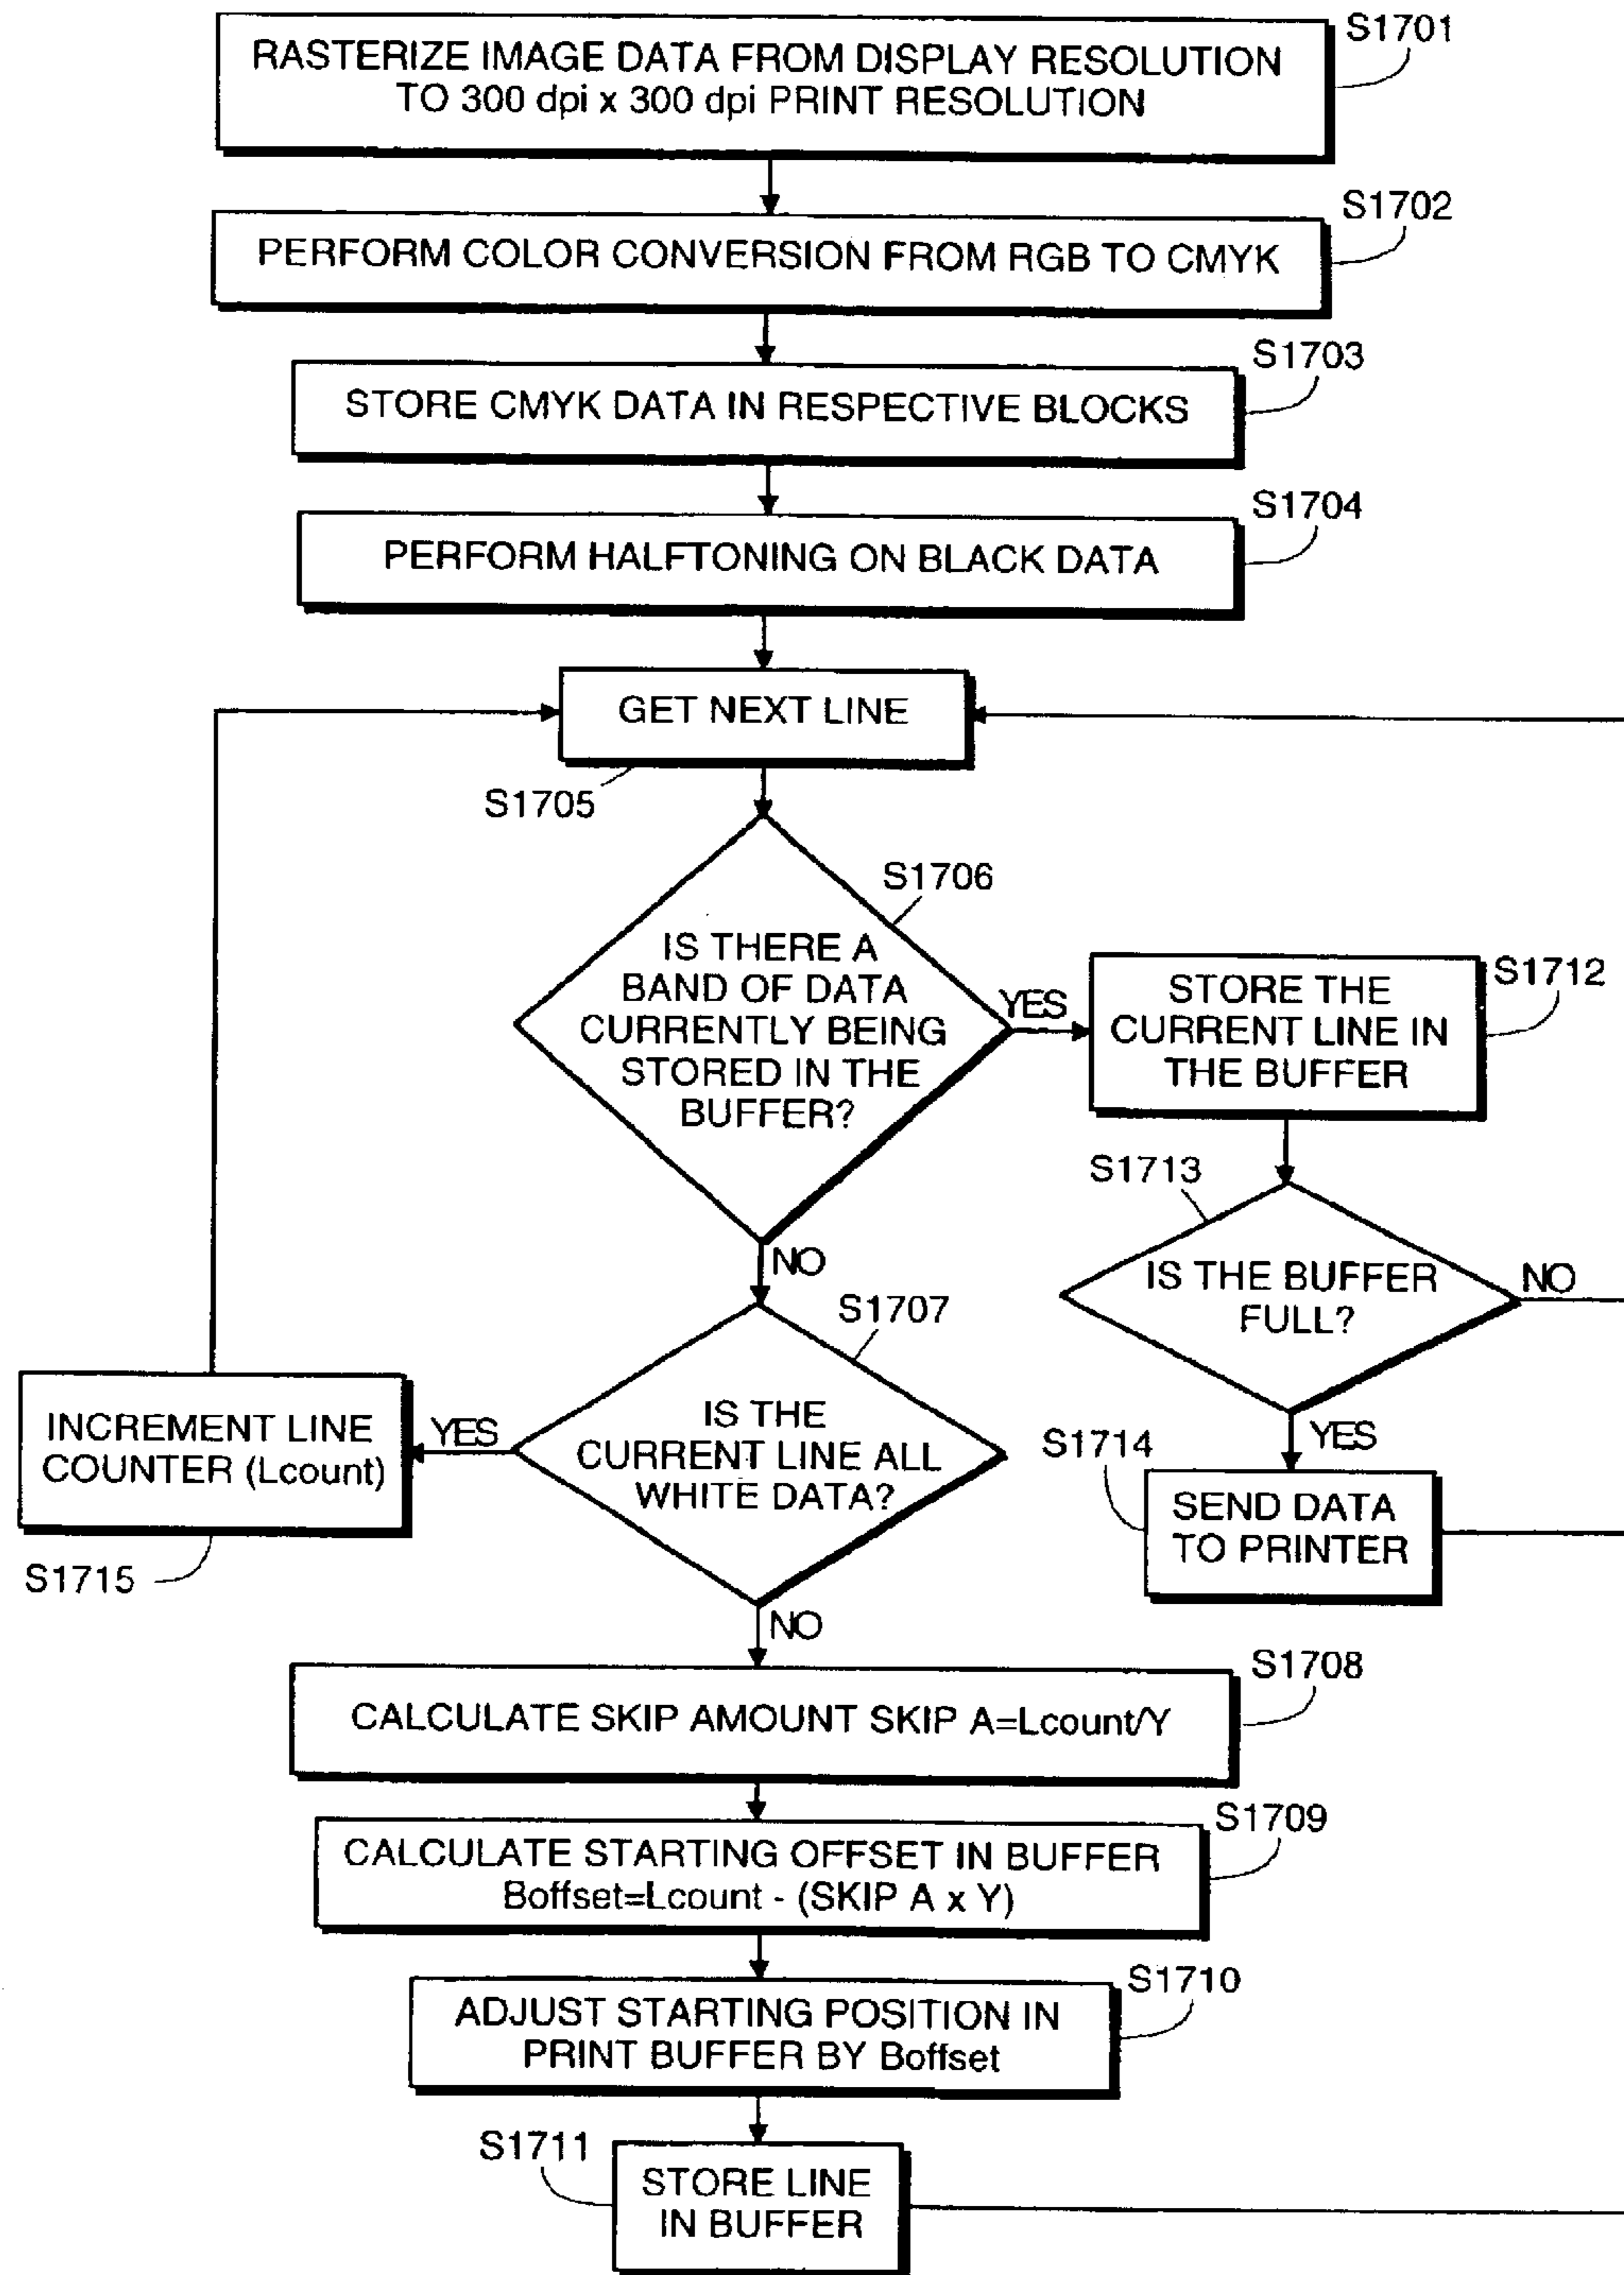 S1701
RASTERIZE IMAGE DATA FROM DISPLAY RESOLUTION
TO 300 dpi x 300 dpi PRINT RESOLUTION
S1702
PERFORM COLOR CONVERSION FROM RGB TO CMYK
S1703
STORE CMYK DATA IN RESPECTIVE BLOCKS
S1704
PERFORM HALFTONING ON BLACK DATA
GET NEXT LINE
S1705
S1706
IS THERE A
BAND OF DATA
CURRENTLY BEING
STORED IN THE
BUFFER?
YES
NO
S1712
STORE THE
CURRENT LINE IN
THE BUFFER
S1713
IS THE BUFFER
FULL?
NO
YES
S1714
SEND DATA
TO PRINTER
S1707
IS THE
CURRENT LINE ALL
WHITE DATA?
YES
INCREMENT LINE
COUNTER (Lcount)
S1715
NO
S1708
CALCULATE SKIP AMOUNT SKIP A=Lcount/Y
S1709
CALCULATE STARTING OFFSET IN BUFFER
Boffset=Lcount - (SKIP A x Y)
S1710
ADJUST STARTING POSITION IN
PRINT BUFFER BY Boffset
S1711
STORE LINE
IN BUFFER